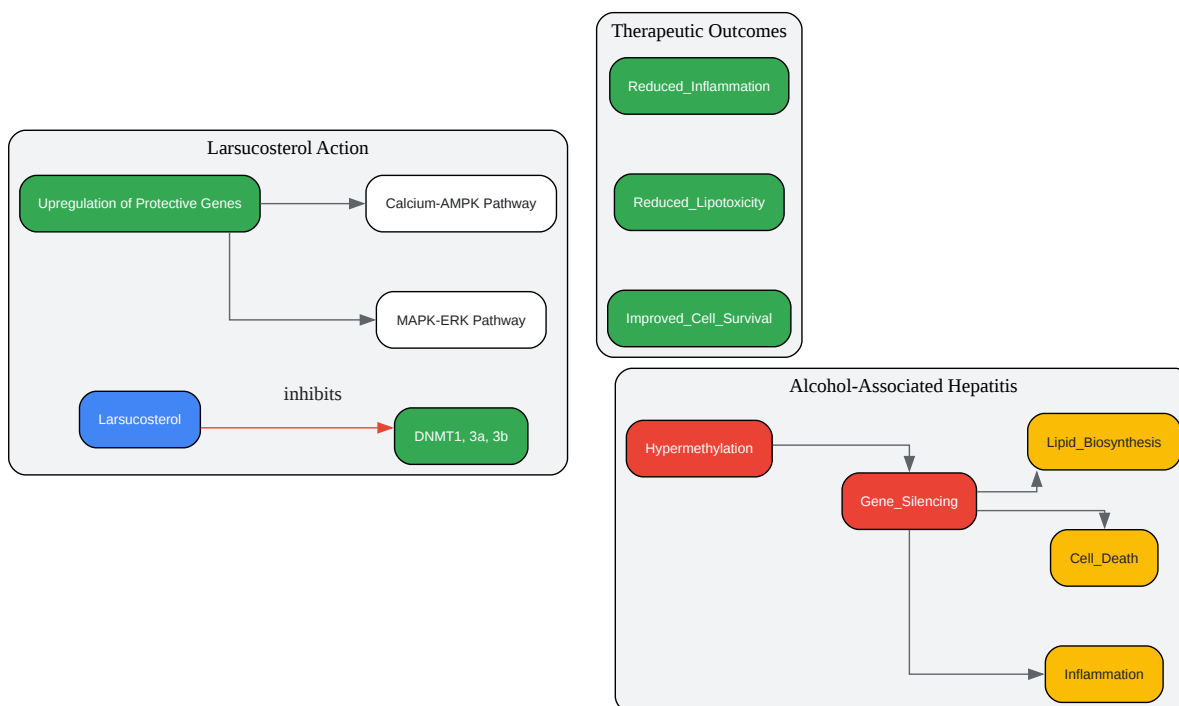 Larsucosterol Action
Upregulation of Protective Genes
Calcium-AMPK Pathway
MAPK-ERK Pathway
inhibits
Larsucosterol
DNMT1, 3a, 3b
Therapeutic Outcomes
Reduced_Inflammation
Reduced_Lipotoxicity
Improved_Cell_Survival
Alcohol-Associated Hepatitis
Hypermethylation
Gene_Silencing
Lipid_Biosynthesis
Cell_Death
Inflammation